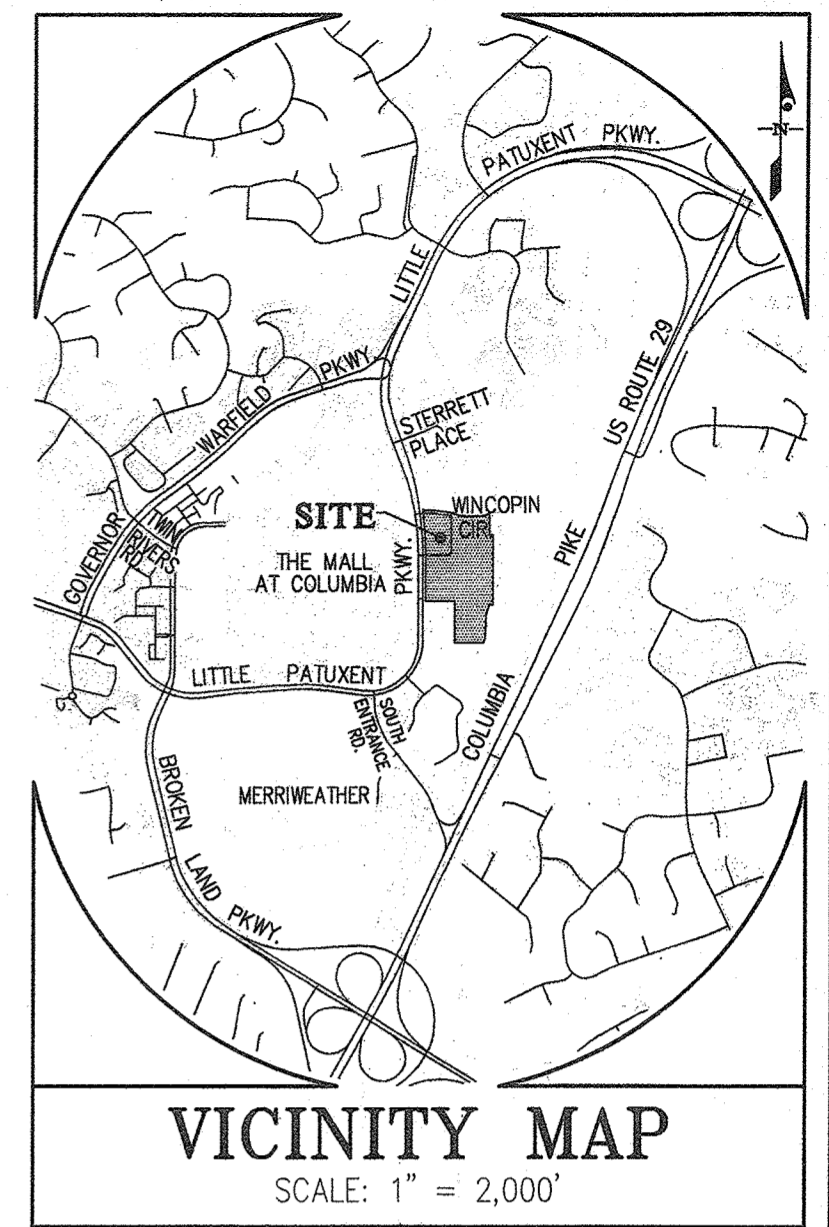 PATUXENT PKWY.
N
LITTLE
US ROUTE 29
WARFIELD PKWY.
STERRETT
PLACE
SITE
WINCOPIN
CIR.
GOVERNOR
TWIN
RIVERS
RD.
THE MALL
AT COLUMBIA
PKWY.
PIKE
LITTLE PATUXENT
SOUTH
ENTRANCE
RD.
COLUMBIA
MERRIWEATHER
BROKEN LAND PKWY.
VICINITY MAP
SCALE: 1" = 2,000'